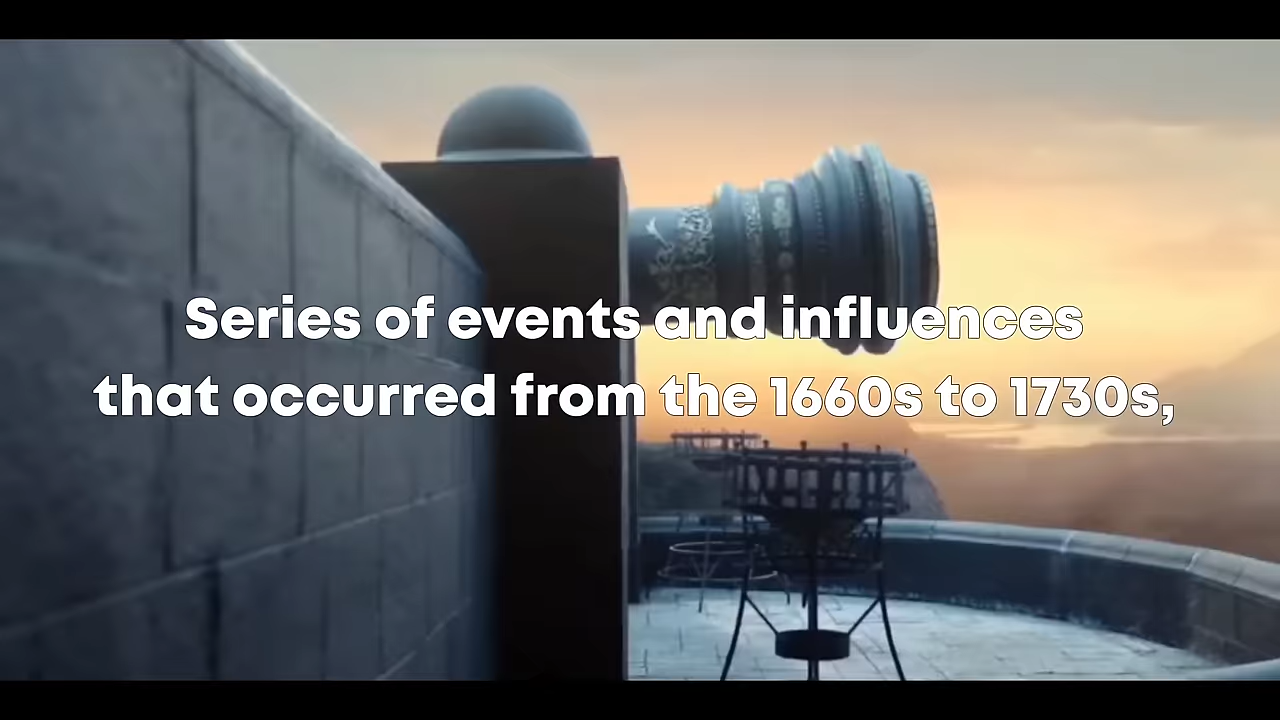 Series of events and influences
that occurred from the 1660s to 1730s,